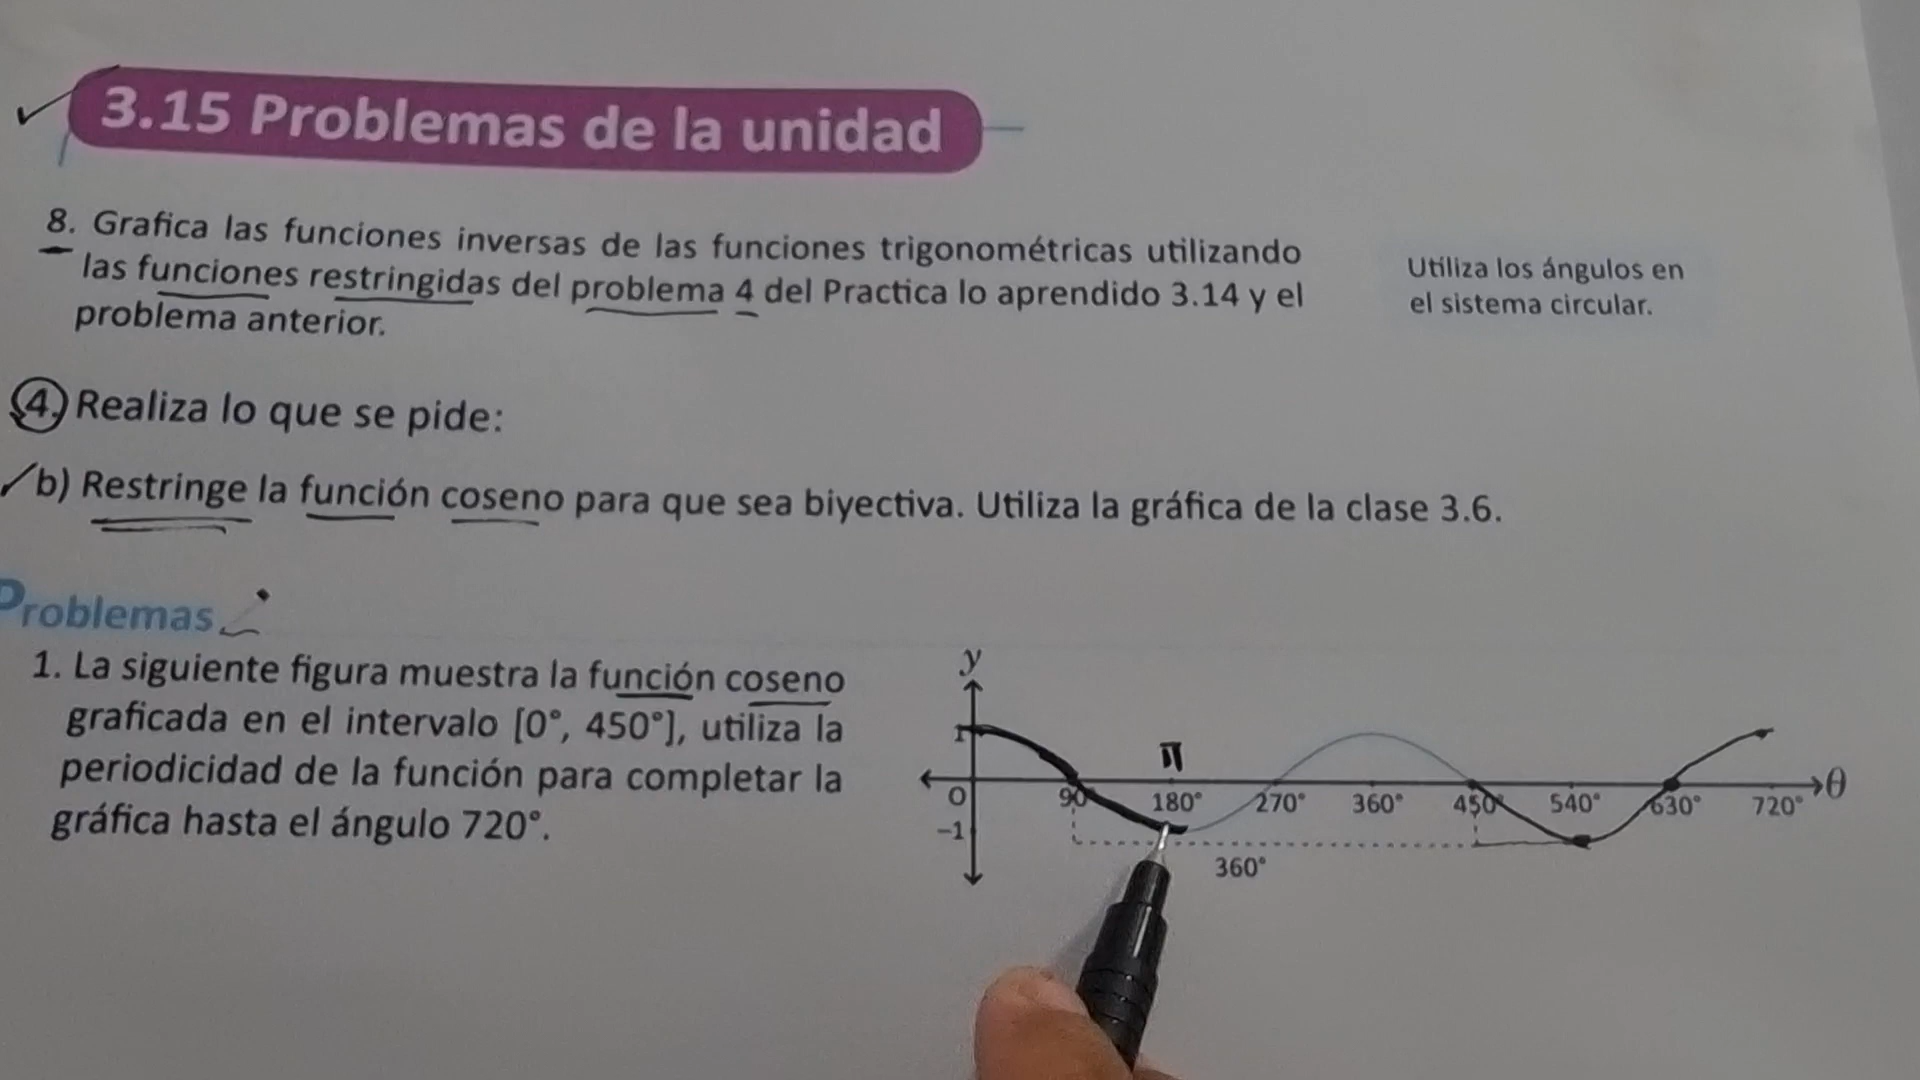 3.15 Problemas de la unidad
8. Grafica las funciones inversas de las funciones trigonométricas utilizando
las funciones restringidas del problema 4 del Practica lo aprendido 3.14 y el
problema anterior.
Utiliza los ángulos en
el sistema circular.
4. Realiza lo que se pide:
b) Restringe la función coseno para que sea biyectiva. Utiliza la gráfica de la clase 3.6.
Problemas
1. La siguiente figura muestra la función coseno
graficada en el intervalo [0°, 450°], utiliza la
periodicidad de la función para completar la
gráfica hasta el ángulo 720°.
y
1
π
θ
O
90°
180°
270°
360°
450°
540°
630°
720°
-1
360°